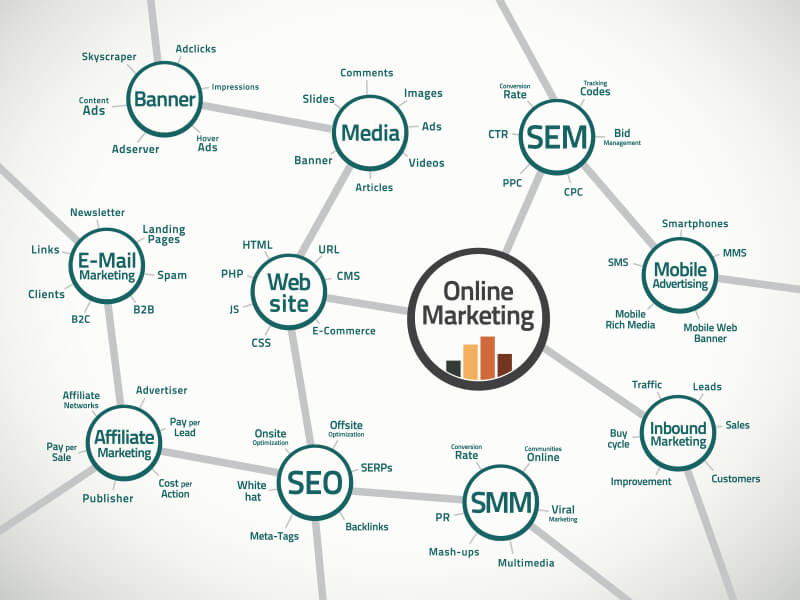 Skyscraper
Adclicks
Impressions
Content
Ads
Banner
Adserver
Hover
Ads
Comments
Slides
Images
Media
Ads
Banner
Videos
Articles
Conversion
Rate
Tracking
Codes
CTR
SEM
Bid
Management
PPC
CPC
Newsletter
Landing
Pages
Links
E-Mail
Marketing
Spam
Clients
B2C
B2B
HTML
URL
PHP
Web
site
CMS
JS
CSS
E-Commerce
Online
Marketing
Smartphones
SMS
MMS
Mobile
Advertising
Mobile
Rich Media
Mobile Web
Banner
Affiliate
Networks
Advertiser
Pay per
Lead
Affiliate
Marketing
Pay per
Sale
Cost per
Action
Publisher
Onsite
Optimization
Offsite
Optimization
SERPs
White
hat
SEO
Meta-Tags
Backlinks
Conversion
Rate
Communities
Online
SMM
PR
Viral
Marketing
Mash-ups
Multimedia
Traffic
Leads
Buy
cycle
Inbound
Marketing
Sales
Improvement
Customers